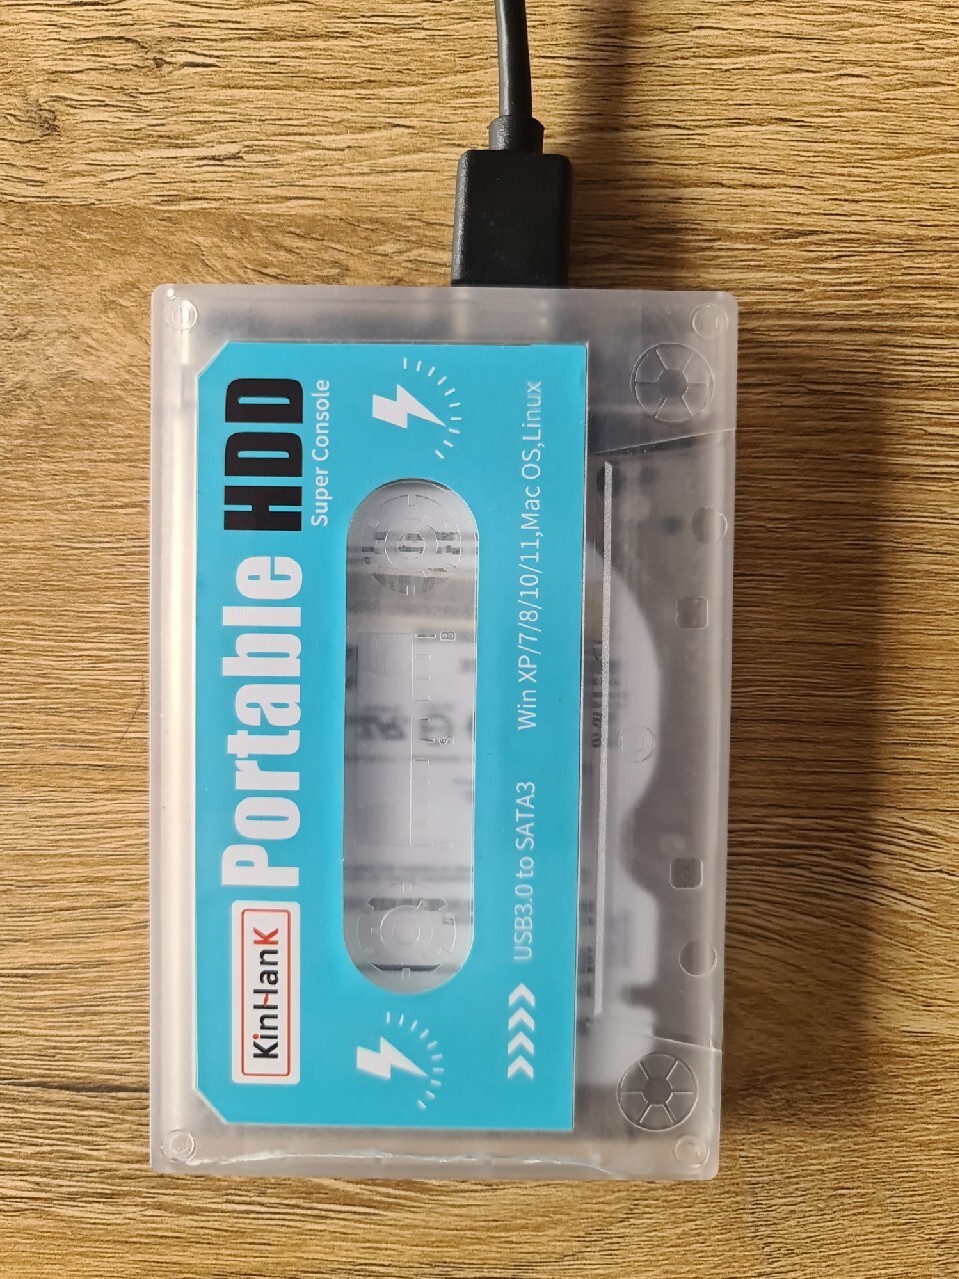 KinHanK Portable HDD
Super Console
B
USB3.0 to SATA3 Win XP/7/8/10/11,Mac OS,Linux